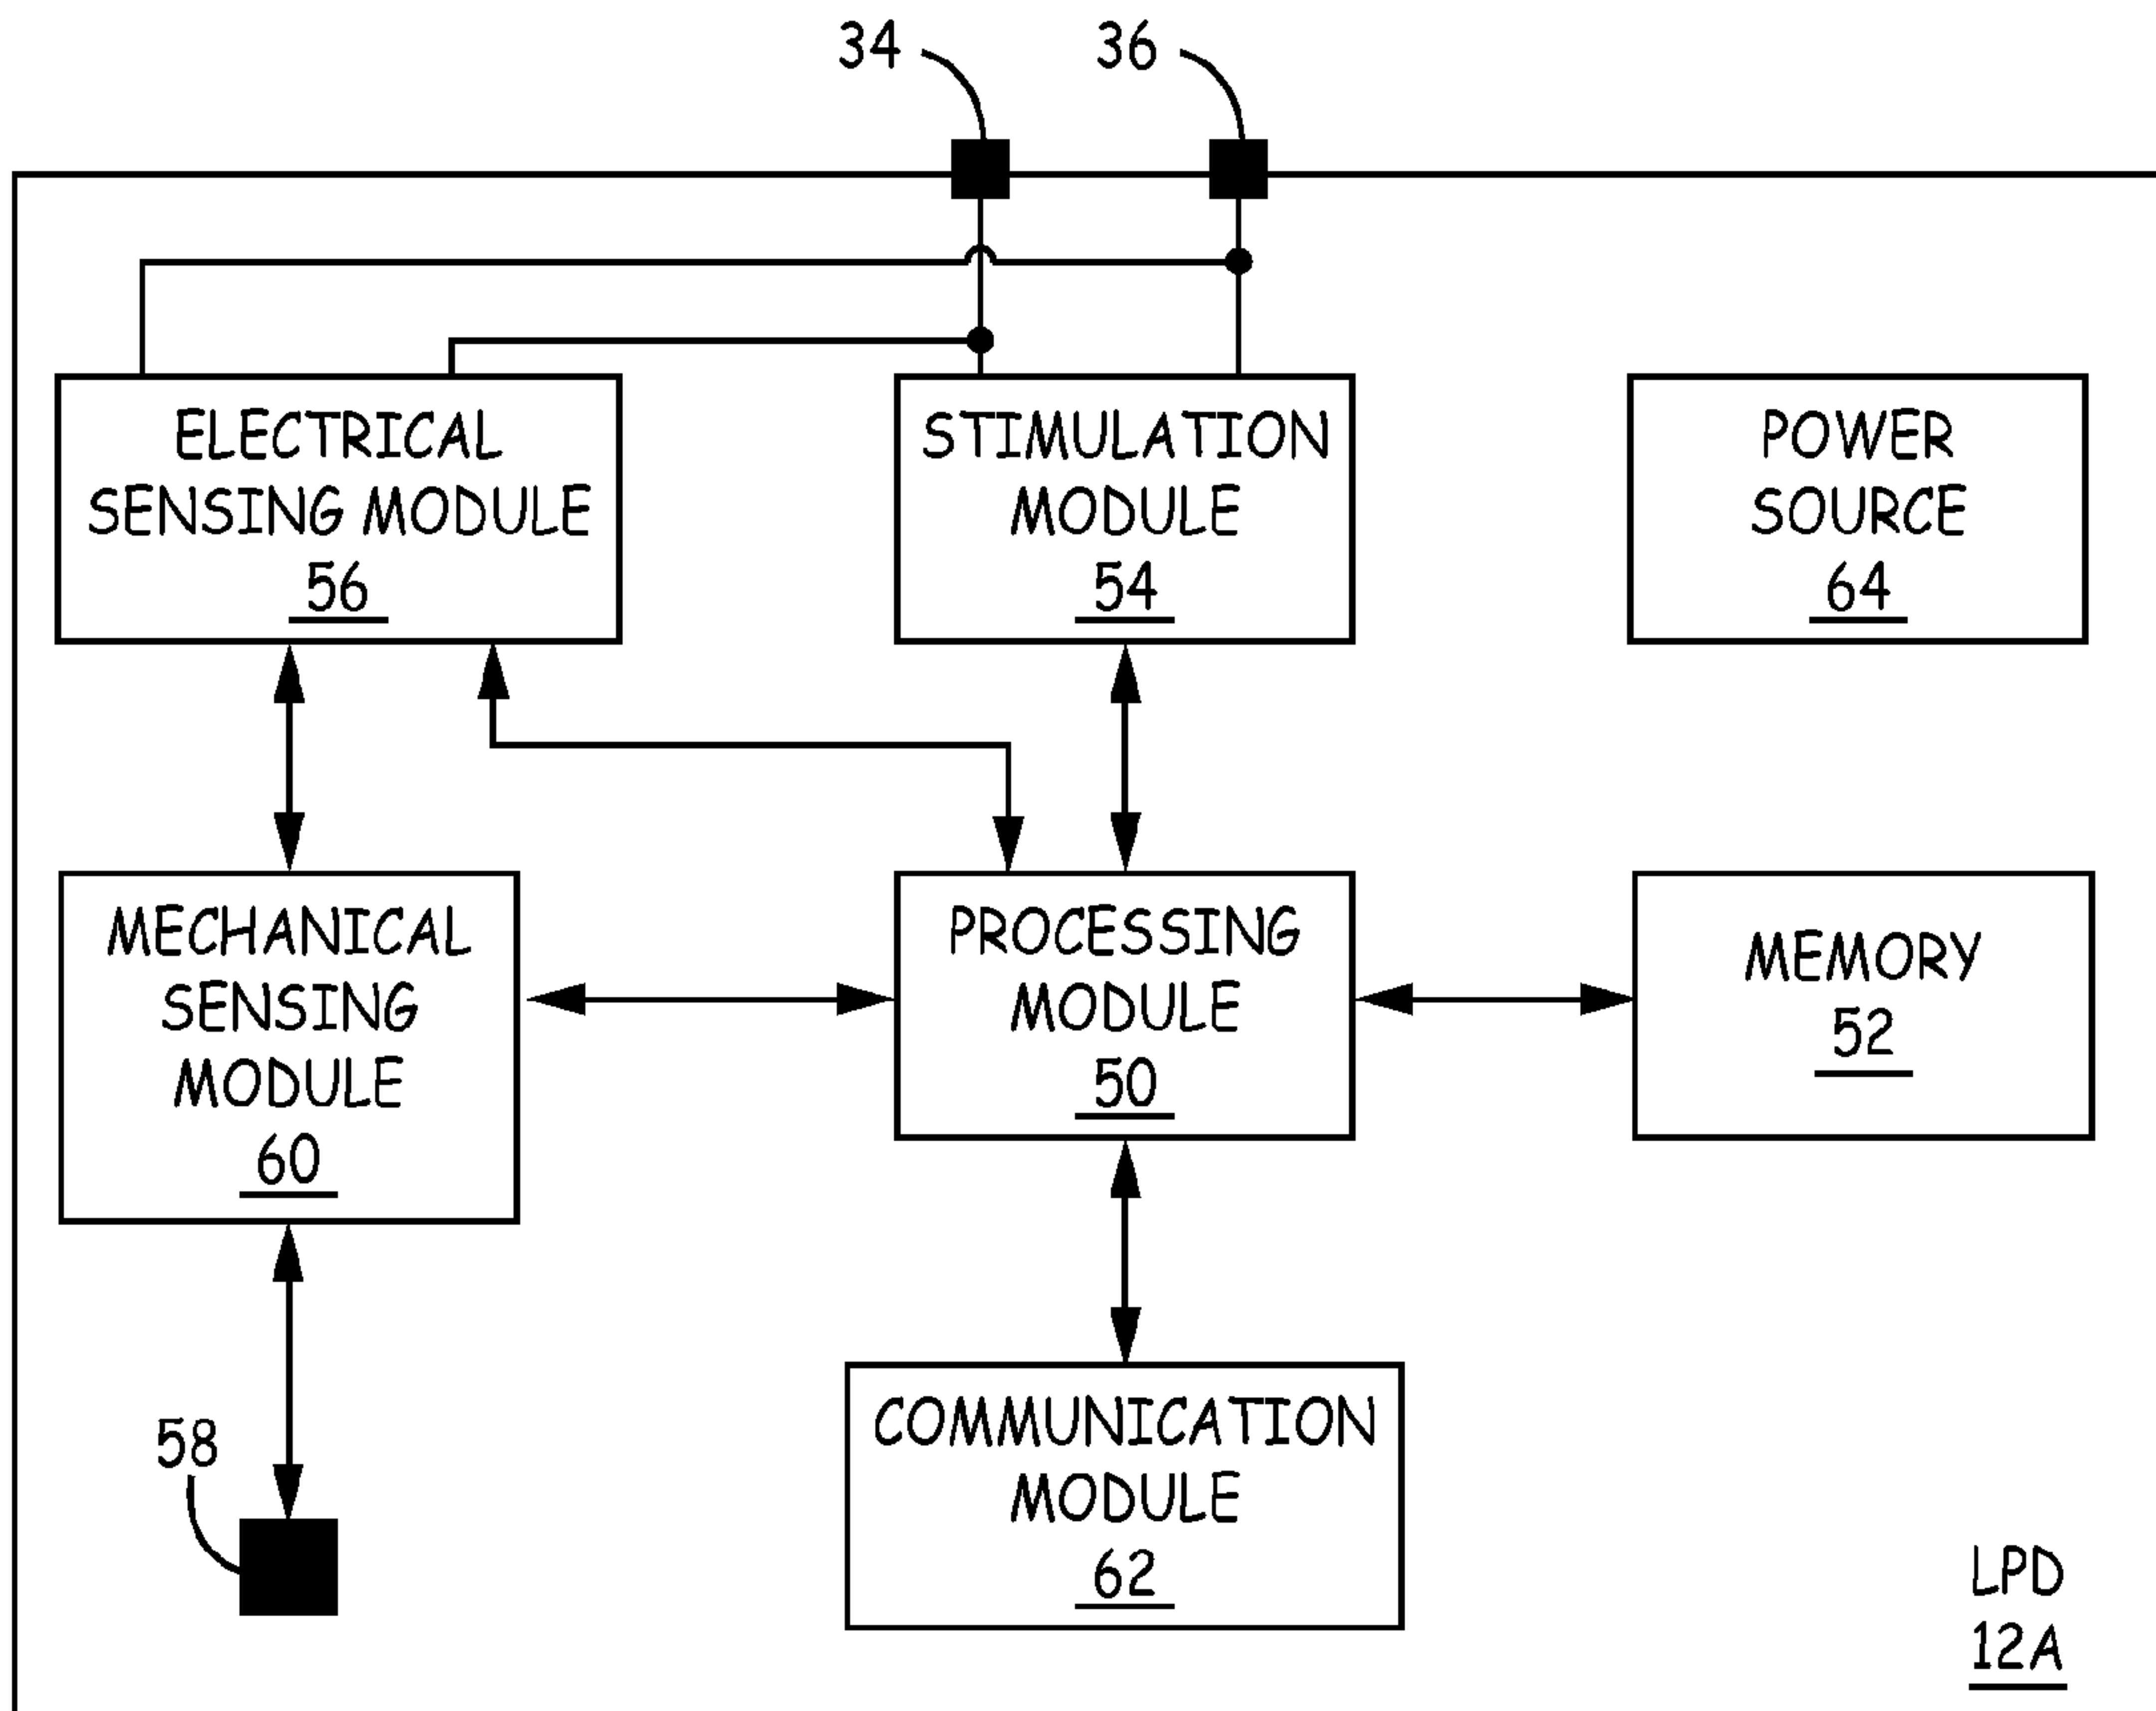 34
36
ELECTRICAL
SENSING MODULE
56
STIMULATION
MODULE
54
POWER
SOURCE
64
MECHANICAL
SENSING
MODULE
60
PROCESSING
MODULE
50
MEMORY
52
58
COMMUNICATION
MODULE
62
LPD
12A